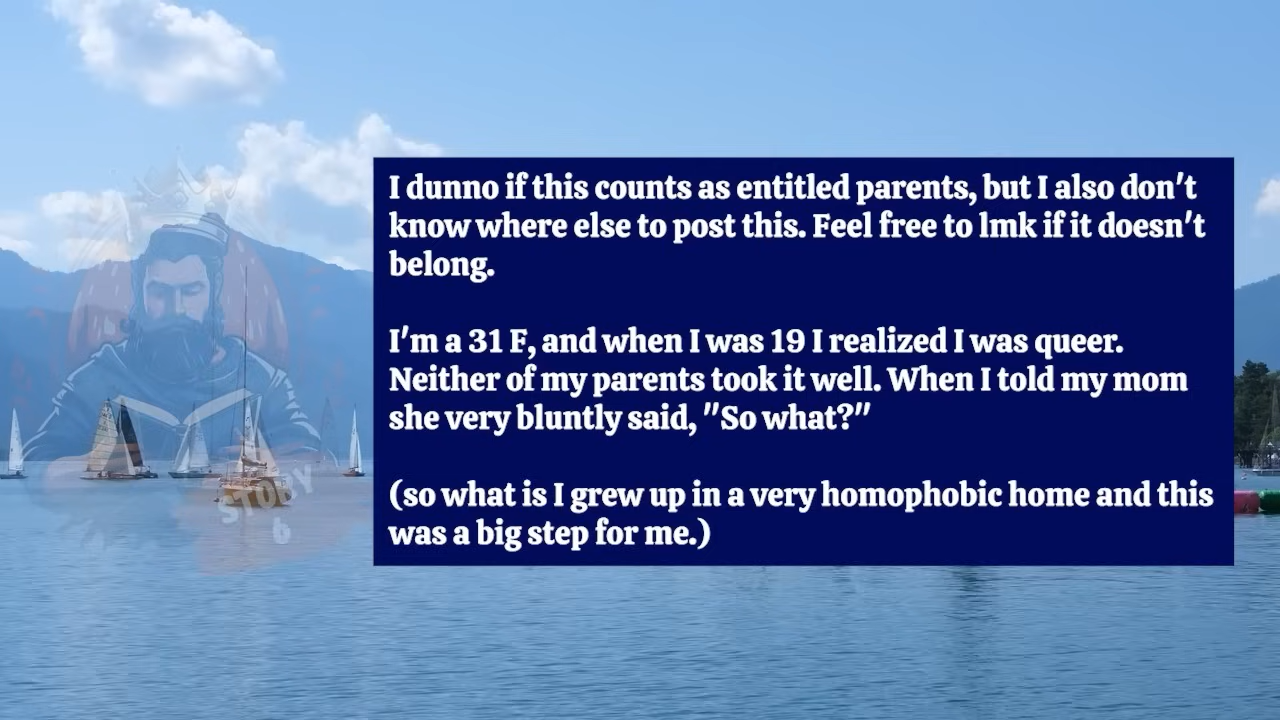 I dunno if this counts as entitled parents, but I also don't
know where else to post this. Feel free to lmk if it doesn't
belong.
I'm a 31 F, and when I was 19 I realized I was queer.
Neither of my parents took it well. When I told my mom
she very bluntly said, "So what?"
(so what is I grew up in a very homophobic home and this
was a big step for me.)
STORY
6